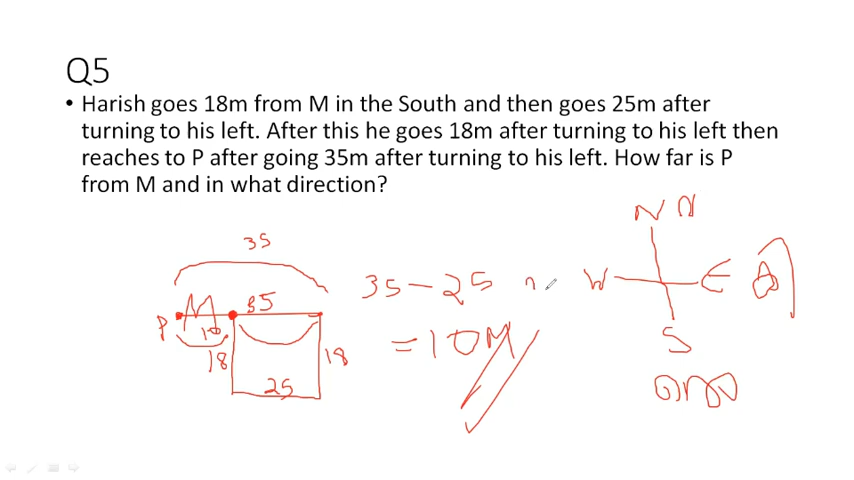 Q5
• Harish goes 18m from M in the South and then goes 25m after
turning to his left. After this he goes 18m after turning to his left then
reaches to P after going 35m after turning to his left. How far is P
from M and in what direction?
N
35
35 - 25
W E
M 35
P
10
= 10M
18 18
S
25